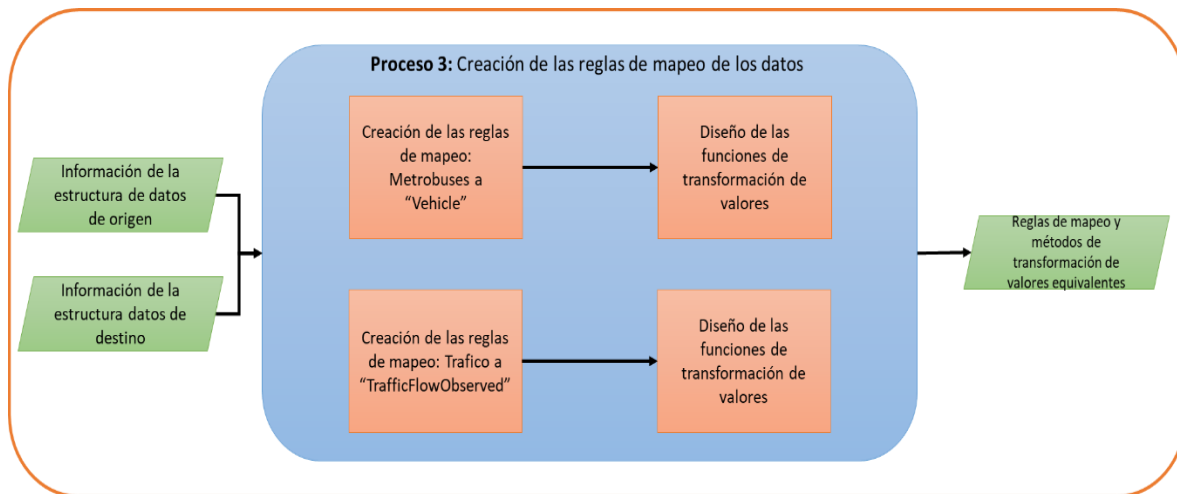 Proceso 3: Creación de las reglas de mapeo de los datos
Información de la
estructura de datos
de origen
Información de la
estructura datos de
destino
Creación de las reglas
de mapeo:
Metrobuses a
“Vehicle”
Diseño de las
funciones de
transformación de
valores
Creación de las reglas
de mapeo: Trafico a
“TrafficFlowObserved”
Diseño de las
funciones de
transformación de
valores
Reglas de mapeo y
métodos de
transformación de
valores equivalentes